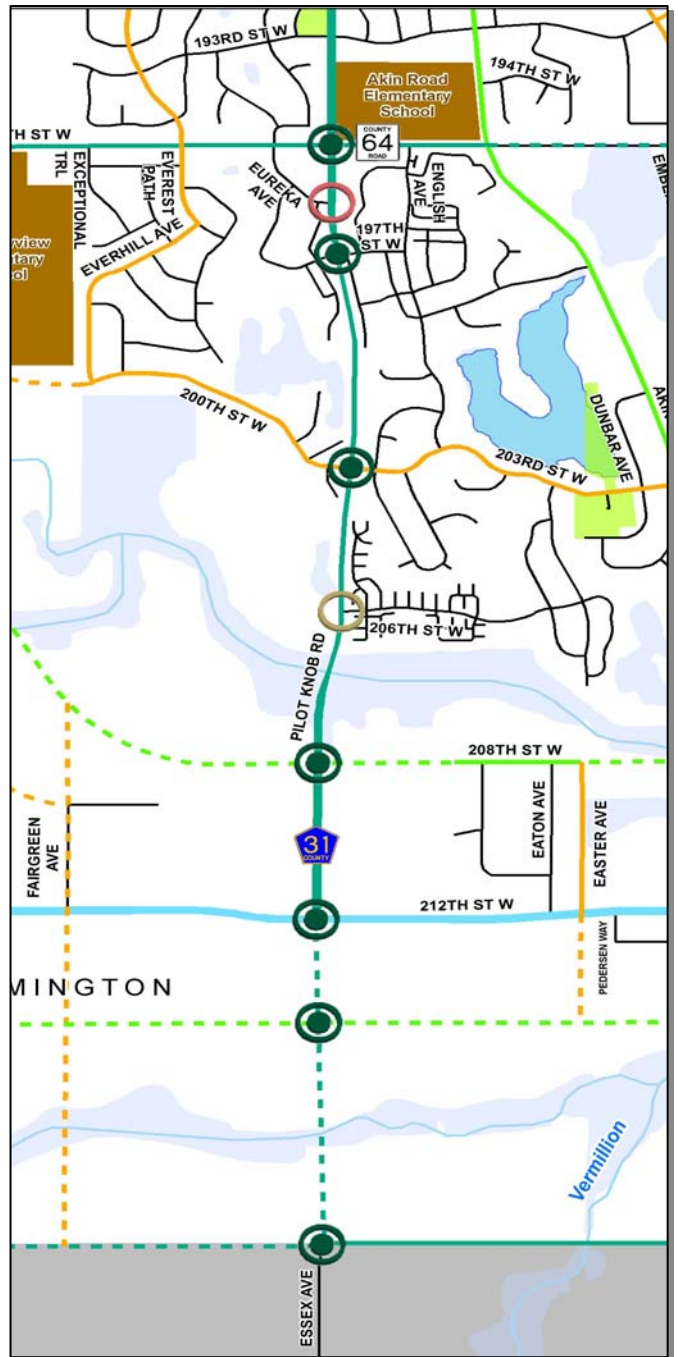 193RD ST W
194TH ST W
Akin Road
Elementary
School
TH ST W
COUNTY
64
ROAD
EXCEPTIONAL
TRL
EVEREST
PATH
EUREKA
AVE
ENGLISH
AVE
197TH
ST W
EVERHILL AVE
200TH ST W
DUNBAR AVE
203RD ST W
206TH ST W
PILOT KNOB RD
208TH ST W
FAIRGREEN
AVE
31
COUNTY
EATON AVE
EASTER AVE
212TH ST W
PEDERSEN WAY
MINGTON
Vermillion
ESSEX AVE